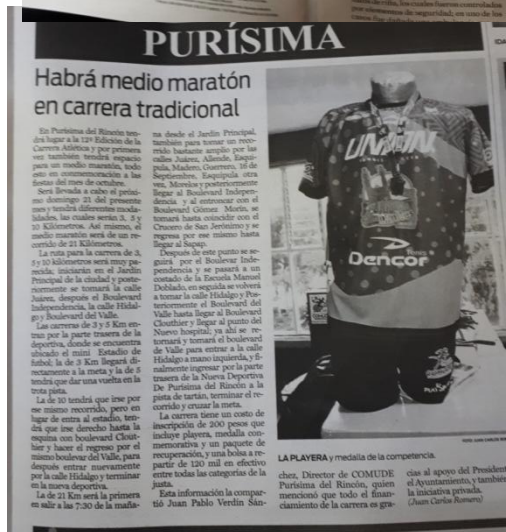 PURÍSIMA
Habrá medio maratón
en carrera tradicional
En Purísima del Rincón ten-
drá lugar a la 12ª Edición de la
Carrera Atlética y por primera
vez también tendrá espacio
para un medio maratón, todo
esto en conmemoración a las
fiestas del mes de octubre.
Será llevada a cabo el próxi-
mo domingo 21 del presente
mes y tendrá diferentes moda-
lidades, las cuales serán 3, 5 y
10 Kilómetros. Así mismo, el
medio maratón será de un re-
corrido de 21 Kilómetros.
La ruta para la carrera de 3,
5 y 10 kilómetros será muy pa-
recida; iniciarán en el Jardín
Principal de la ciudad y poste-
riormente se tomará la calle
Juárez, después el Boulevard
Independencia, la calle Hidal-
go y Boulevard del Valle.
Las carreras de 3 y 5 Km en-
tran por la parte trasera de la
deportiva, donde se encuentra
ubicado el mini Estadio de
futbol; la de 3 Km llegará di-
rectamente a la meta y la de 5
tendrá que dar una vuelta en la
trota pista.
La de 10 tendrá que irse por
ese mismo recorrido, pero en
lugar de entra al estadio, ten-
drá que irse derecho hasta la
esquina con boulevard Clout-
hier y hacer el regreso por el
mismo boulevar del Valle, para
después entrar nuevamente
por la calle Hidalgo y terminar
en la nueva deportiva.
La de 21 Km será la primera
en salir a las 7:30 de la maña-
na desde el Jardín Principal,
también para tomar un reco-
rrido bastante amplio por las
calles Juárez, Allende, Esqui-
pula, Madero, Guerrero, 16 de
Septiembre, Esquipula otra
vez, Morelos y posteriormente
llegar al Boulevard Indepen-
dencia y al entroncar con el
Boulevard Gómez Morin, se
tomará hasta coincidir con el
Crucero de San Jerónimo y se
regresa por ese mismo hasta
llegar al Sapap.
Después de este punto se se-
guirá por el Boulevar Inde-
pendencia y se pasará a un
costado de la Escuela Manuel
Doblado, en seguida se volverá
a tomar la calle Hidalgo y Pos-
teriormente el Boulevard del
Valle hasta llegar al Boulevard
Clouthier y llegar al punto del
Nuevo hospital; ya ahí se re-
tornará y tomará el boulevard
de Valle para entrar a la calle
Hidalgo a mano izquierda, y fi-
nalmente ingresar por la parte
trasera de la Nueva Deportiva
De Purísima del Rincón a la
pista de tartán, terminar el re-
corrido y cruzar la meta.
La carrera tiene un costo de
inscripción de 200 pesos que
incluye playera, medalla con-
memorativa y un paquete de
recuperación, y una bolsa a re-
partir de 120 mil en efectivo
entre todas las categorías de la
justa.
Esta información la compar-
tió Juan Pablo Verdín Sán-
UNION
Dencor
LA PLAYERA y medalla de la competencia.
chez, Director de COMUDE
Purísima del Rincón, quien
mencionó que todo el finan-
ciamiento de la carrera es gra-
cias al apoyo del President
el Ayuntamiento, y también
la iniciativa privada.
(Juan Carlos Romero)